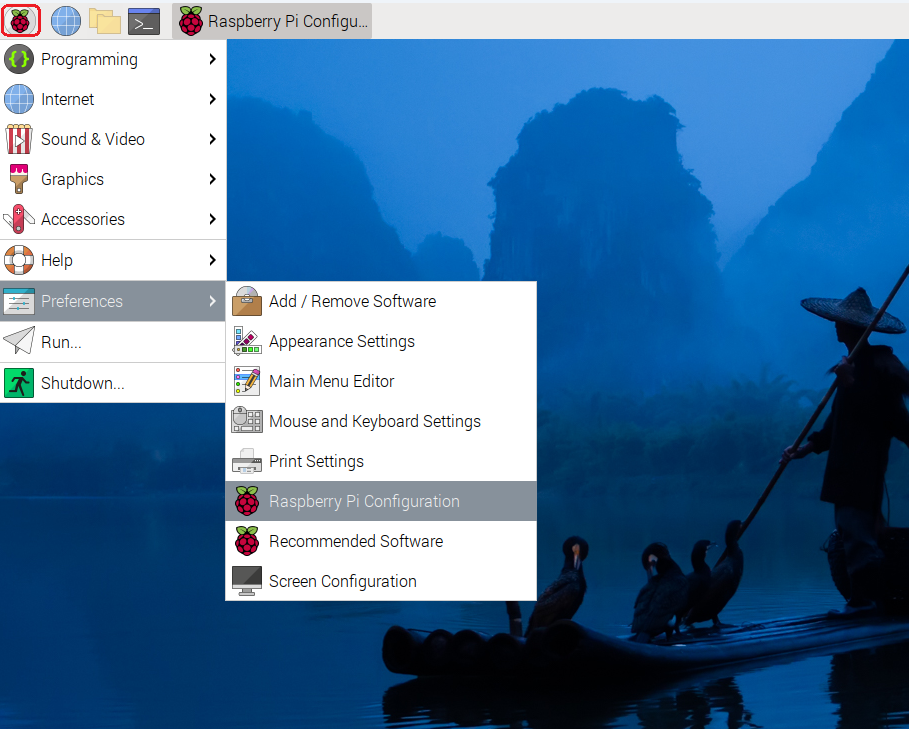 Raspberry Pi Configu...
Programming
Internet
Sound & Video
Graphics
Accessories
Help
Preferences
Run...
Shutdown...
Add / Remove Software
Appearance Settings
Main Menu Editor
Mouse and Keyboard Settings
Print Settings
Raspberry Pi Configuration
Recommended Software
Screen Configuration